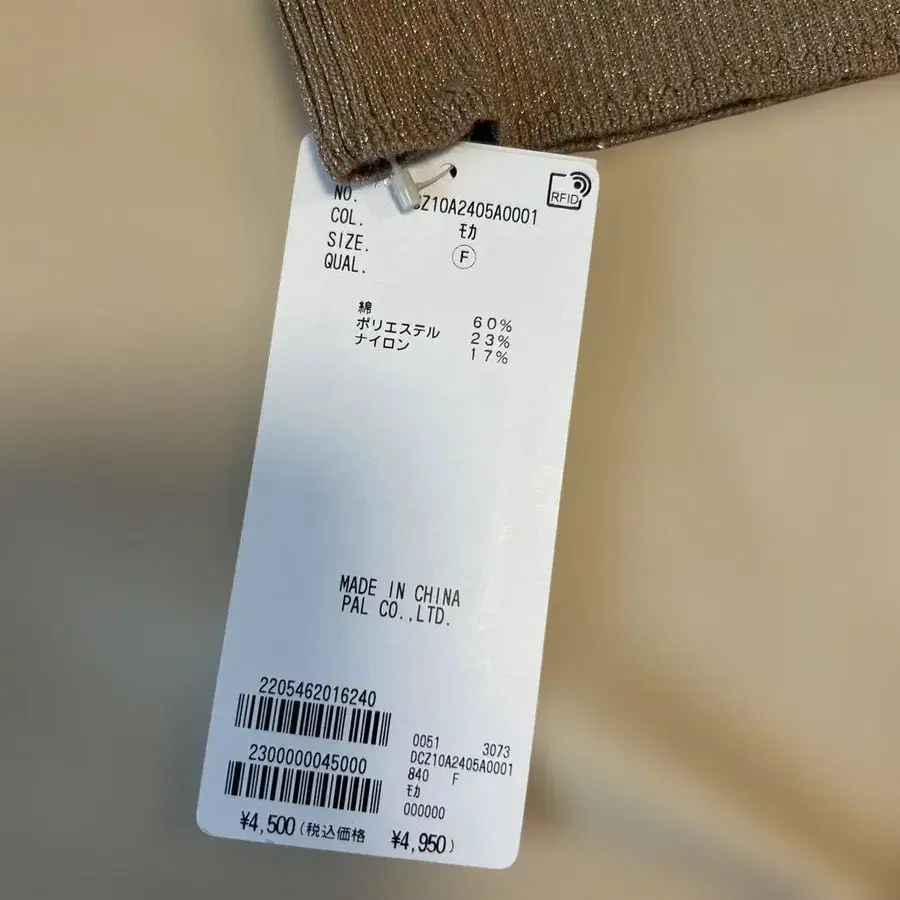 RFID
NO. DCZ10A2405A0001
COL. ﾓｶ
SIZE. Ⓕ
QUAL.
綿 60%
ポリエステル 23%
ナイロン 17%
MADE IN CHINA
PAL CO.,LTD.
2205462016240
2300000045000
0051 3073
DCZ10A2405A0001
840 F
ﾓｶ
000000
¥4,500(税込価格 ¥4,950)